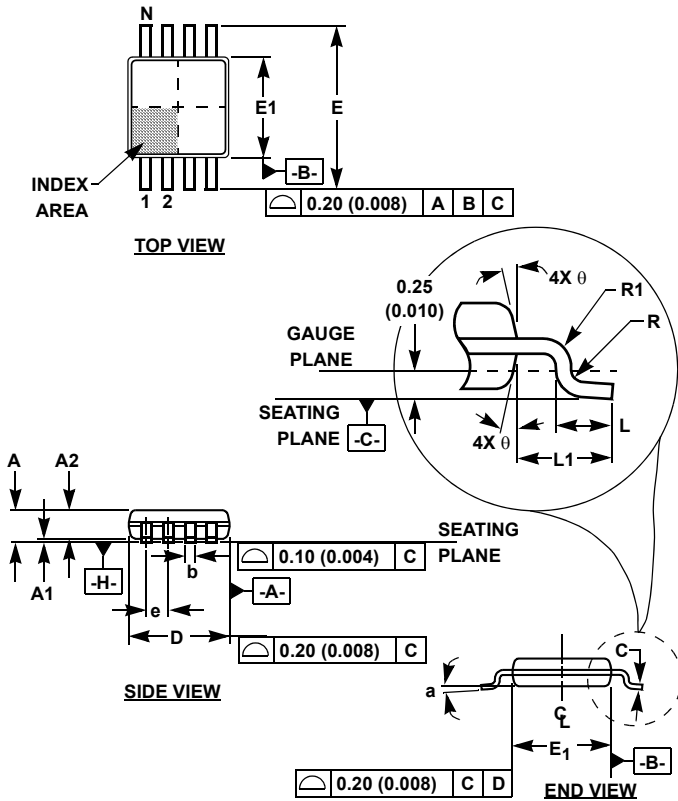 N
E1
E
-B-
INDEX
AREA
1 2
0.20 (0.008) A B C
TOP VIEW
0.25
(0.010)
4X θ
R1
R
GAUGE
PLANE
SEATING
PLANE
-C-
4X θ
L
L1
A
A2
SEATING
PLANE
A1
-H-
b
0.10 (0.004) C
-A-
e
D
0.20 (0.008) C
SIDE VIEW
C
a
CL
E1
-B-
0.20 (0.008) C D
END VIEW